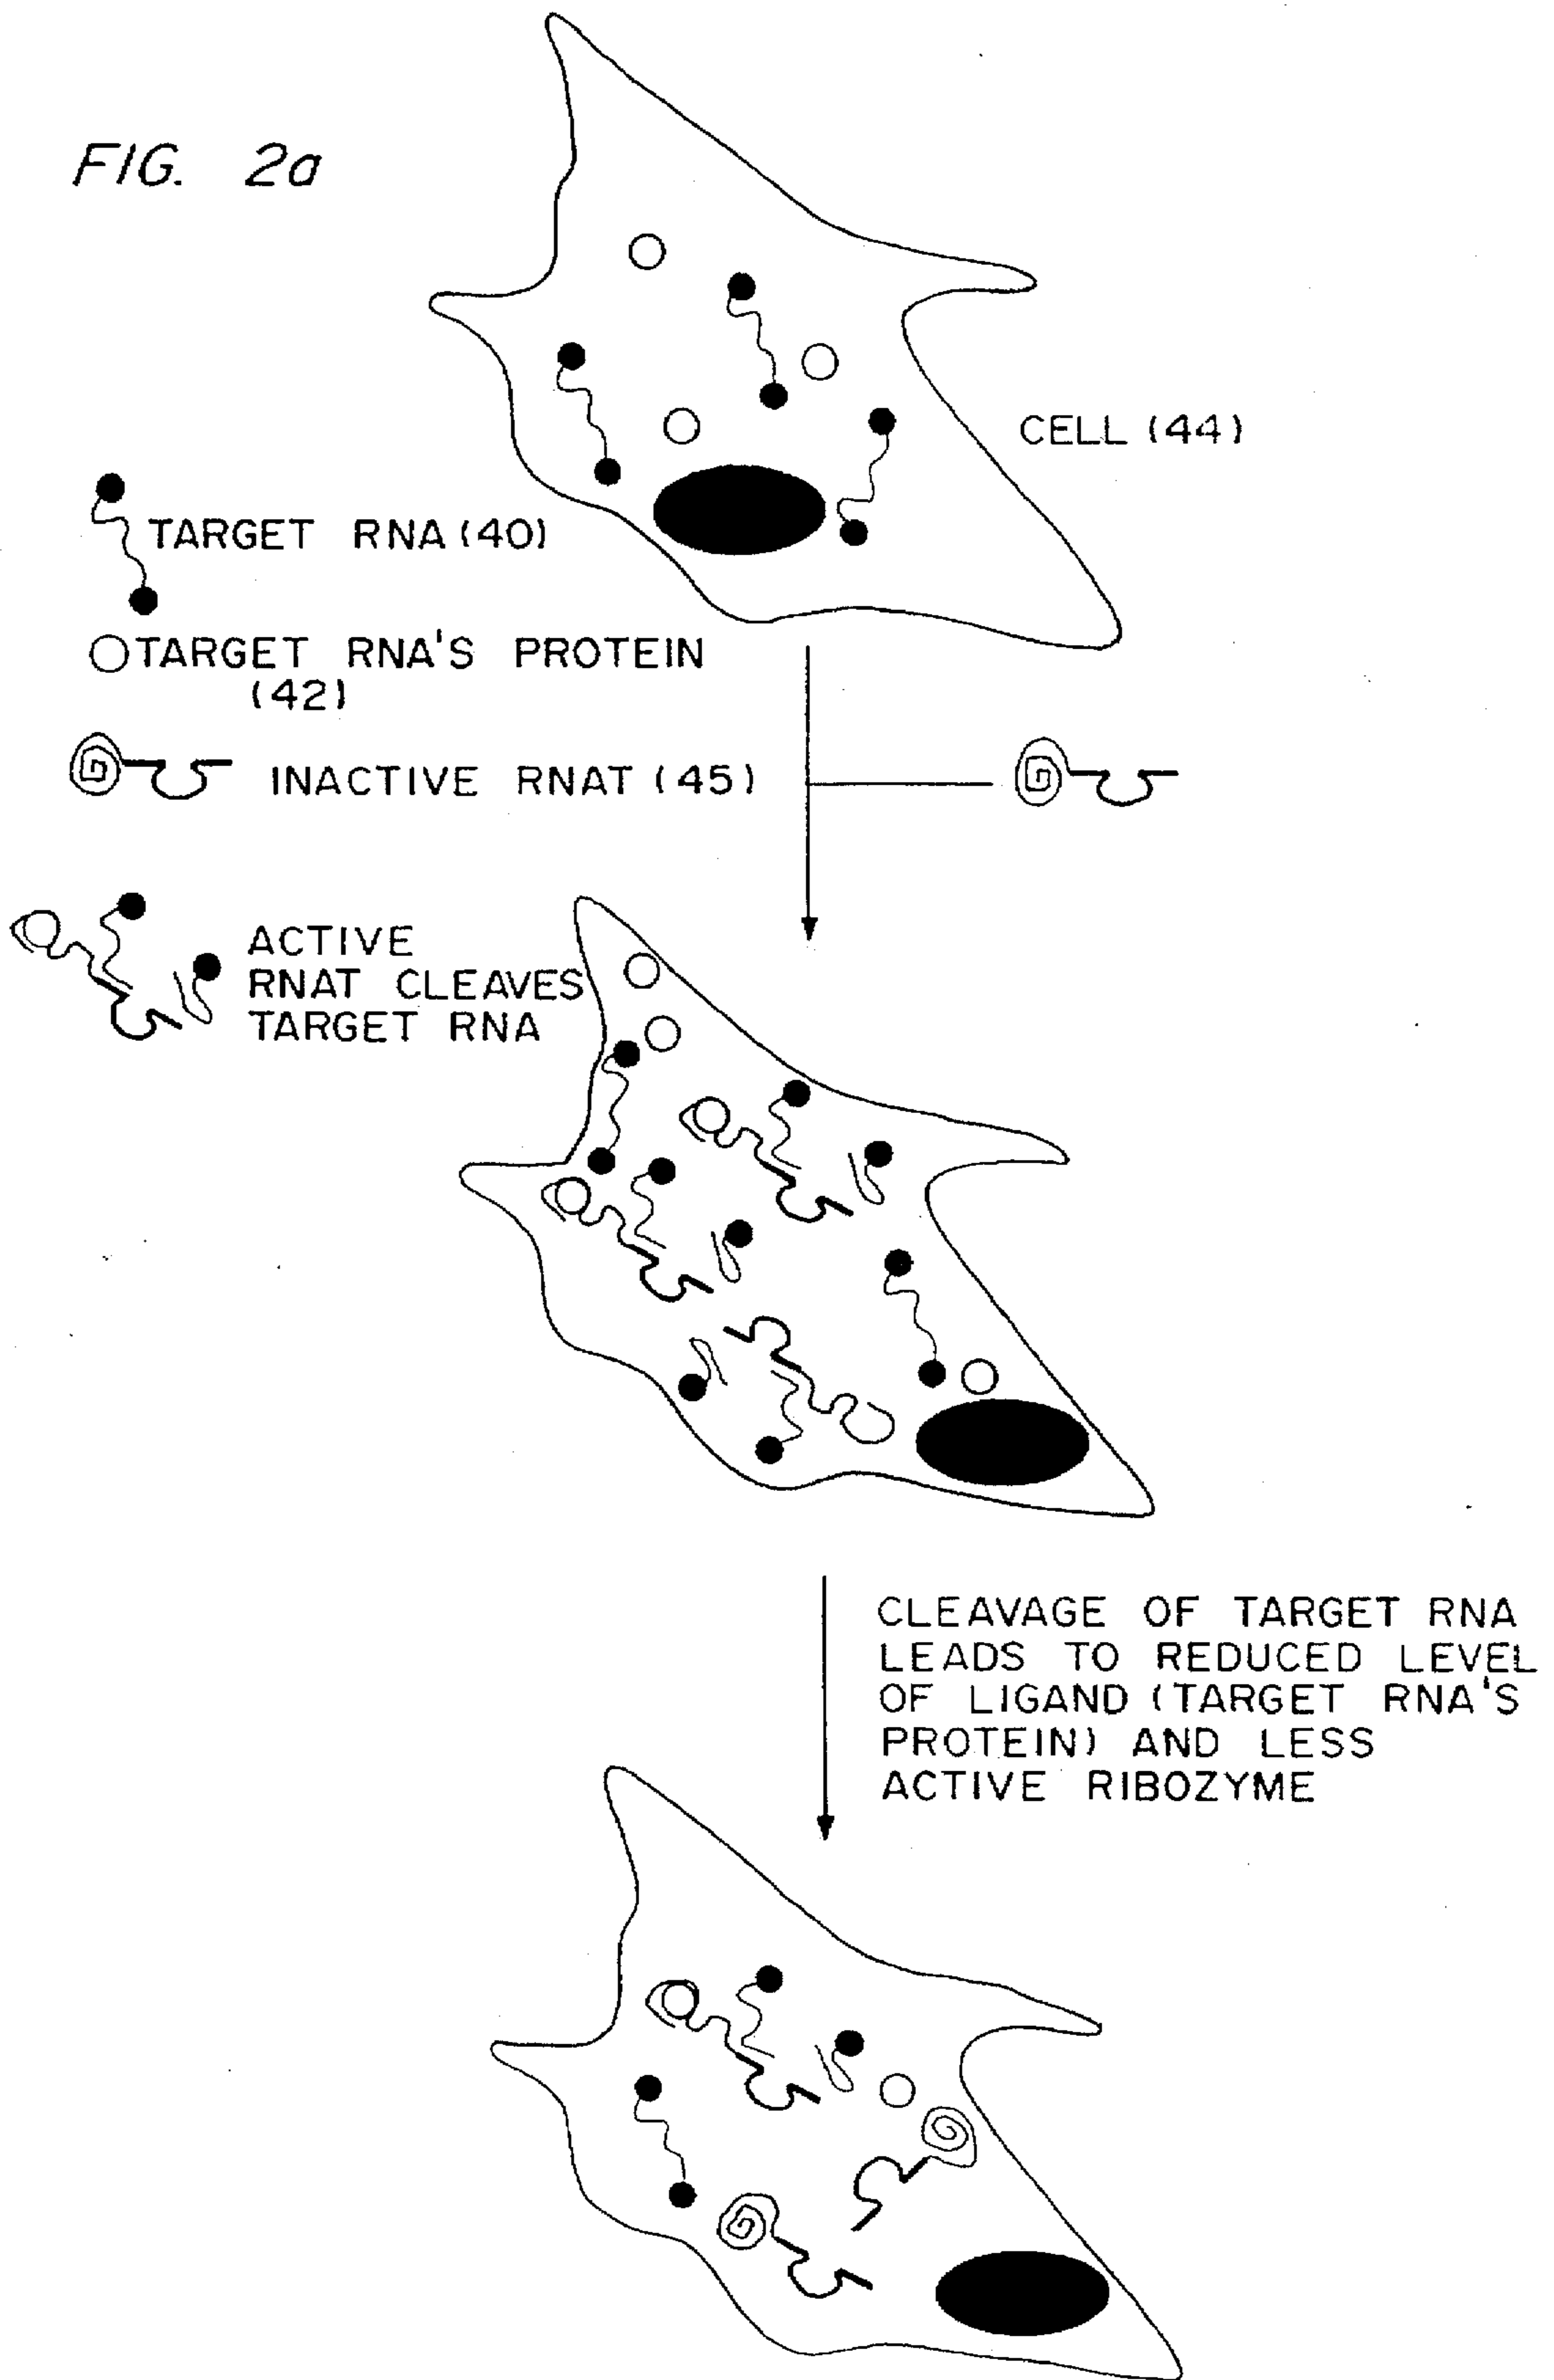 FIG. 2a
CELL (44)
TARGET RNA (40)
TARGET RNA'S PROTEIN
(42)
INACTIVE RNAT (45)
ACTIVE
RNAT CLEAVES
TARGET RNA
CLEAVAGE OF TARGET RNA
LEADS TO REDUCED LEVEL
OF LIGAND (TARGET RNA'S
PROTEIN) AND LESS
ACTIVE RIBOZYME